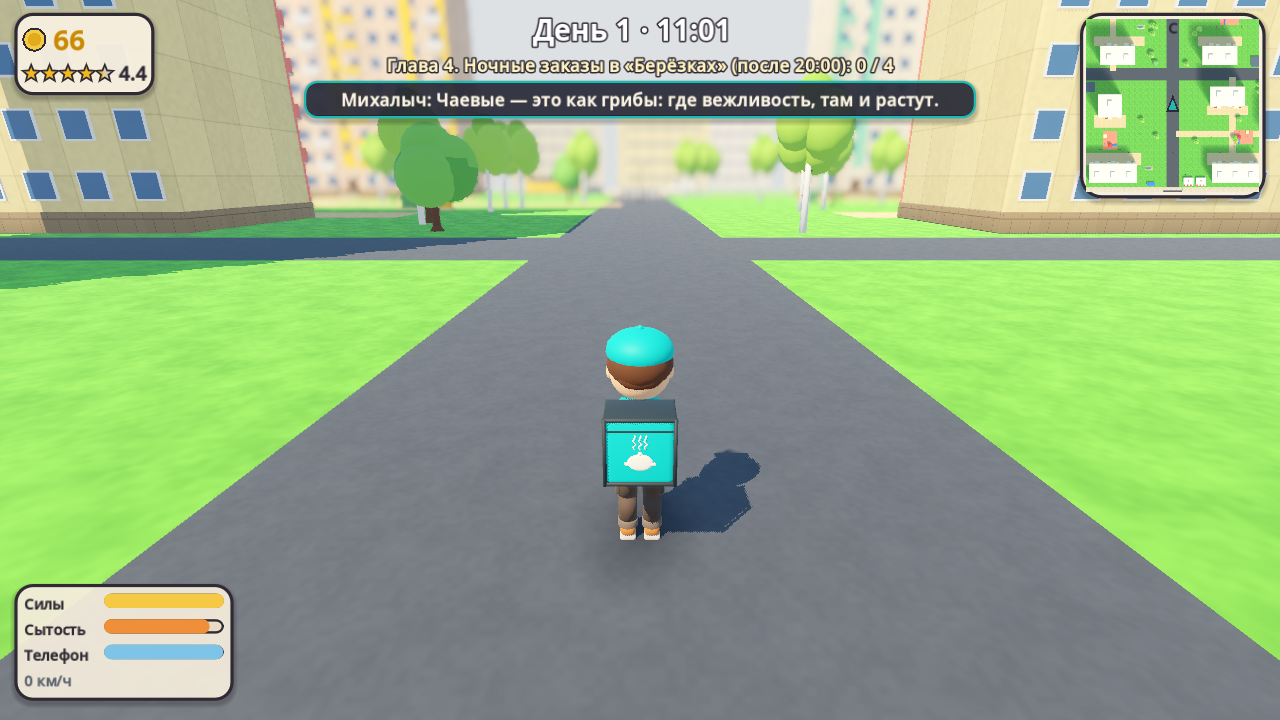 66
4.4
День 1 · 11:01
Глава 4. Ночные заказы в «Берёзках» (после 20:00): 0 / 4
Михалыч: Чаевые — это как грибы: где вежливость, там и растут.
С
Силы
Сытость
Телефон
0 км/ч